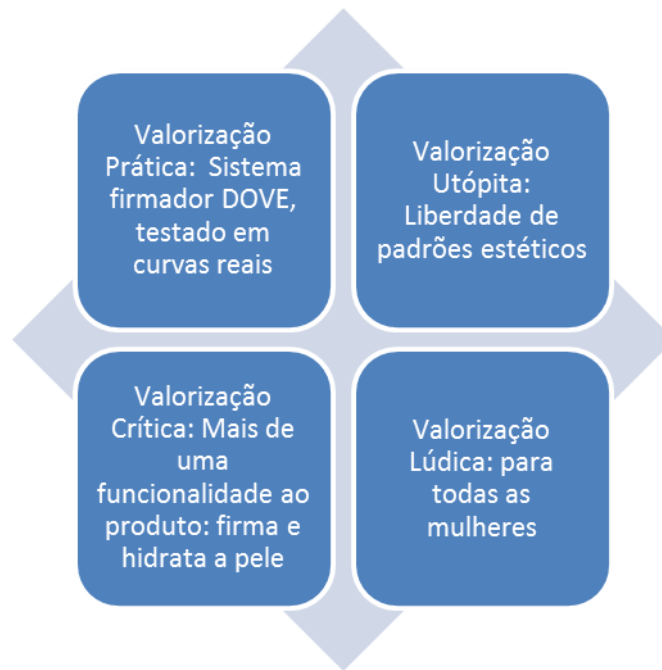 Valorização
Prática: Sistema
firmador DOVE,
testado em
curvas reais
Valorização
Utópita:
Liberdade de
padrões estéticos
Valorização
Crítica: Mais de
uma
funcionalidade ao
produto: firma e
hidrata a pele
Valorização
Lúdica: para
todas as
mulheres